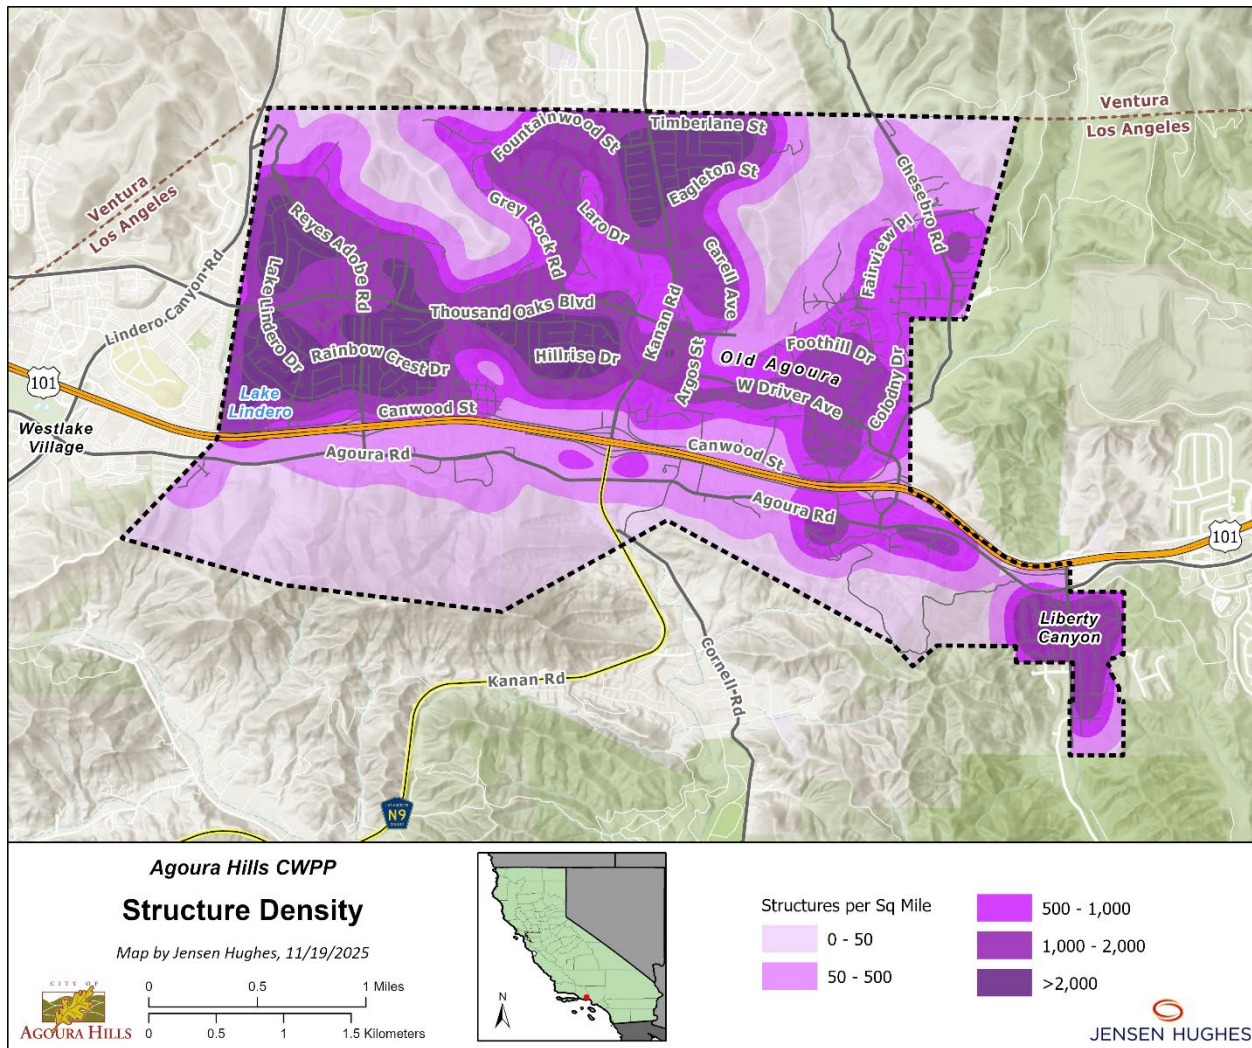 Ventura
Los Angeles
Timberlane St
Fountainwood St
Eagleton St
Chesebro Rd
Ventura
Los Angeles
Reyes Adobe Rd
Grey Rock Rd
Laro Dr
Fairview Pl
Carell Ave
Lindero Canyon Rd
Lake Lindero Dr
Thousand Oaks Blvd
Kanan Rd
Rainbow Crest Dr
Hillrise Dr
Argos St
Old Agoura
Foothill Dr
W Driver Ave
Colodny Dr
101
Lake
Lindero
Westlake
Village
Canwood St
Agoura Rd
Canwood St
Agoura Rd
101
Liberty
Canyon
Cornell Rd
Kanan Rd
N9
Agoura Hills CWPP
Structure Density
Map by Jensen Hughes, 11/19/2025
CITY OF
AGOURA HILLS
0 0.5 1 Miles
0 0.5 1 1.5 Kilometers
N
Structures per Sq Mile
0 - 50
50 - 500
500 - 1,000
1,000 - 2,000
>2,000
JENSEN HUGHES